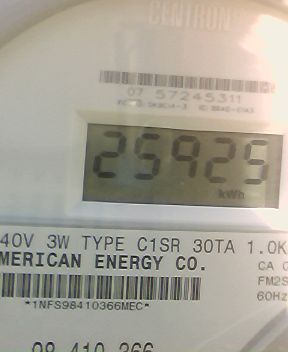 CENTRON
07 57245311
25925
kWh
40V 3W TYPE C1SR 30TA 1.0K
MERICAN ENERGY CO.
CA 
FM2S
60Hz
*1NFS98410366MEC*
98 410 366